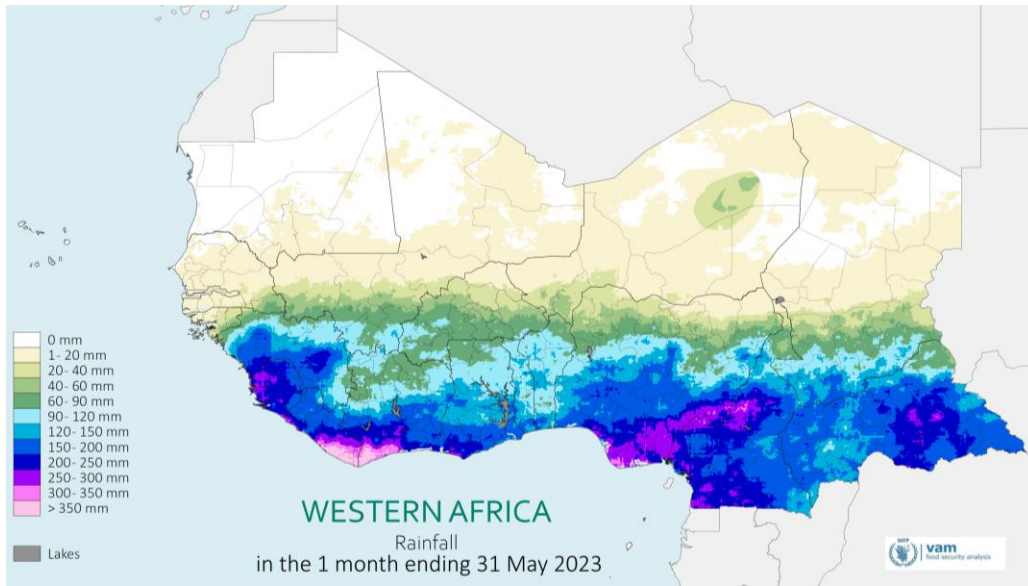 0 mm
1- 20 mm
20- 40 mm
40- 60 mm
60- 90 mm
90- 120 mm
120- 150 mm
150- 200 mm
200- 250 mm
250- 300 mm
300- 350 mm
> 350 mm
Lakes
WESTERN AFRICA
Rainfall
in the 1 month ending 31 May 2023
WFP
vam
food security analysis